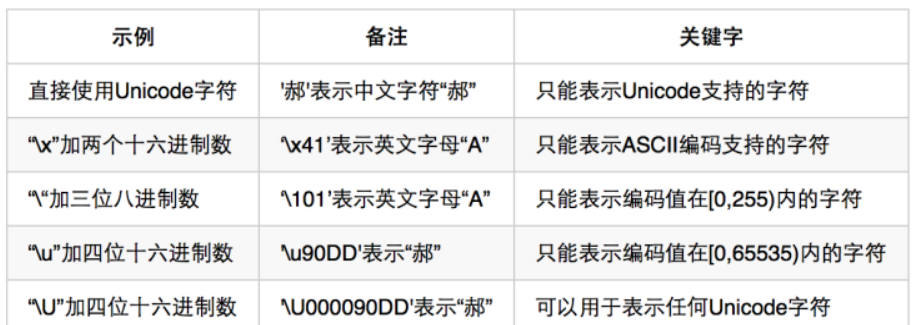 示例 备注 关键字
直接使用Unicode字符 '郝'表示中文字符“郝” 只能表示Unicode支持的字符
“\x”加两个十六进制数 '\x41’表示英文字母“A” 只能表示ASCII编码支持的字符
“\“加三位八进制数 '\101’表示英文字母“A” 只能表示编码值在[0,255)内的字符
“\u”加四位十六进制数 '\u90DD'表示“郝” 只能表示编码值在[0,65535)内的字符
“\U”加四位十六进制数 '\U000090DD'表示“郝” 可以用于表示任何Unicode字符